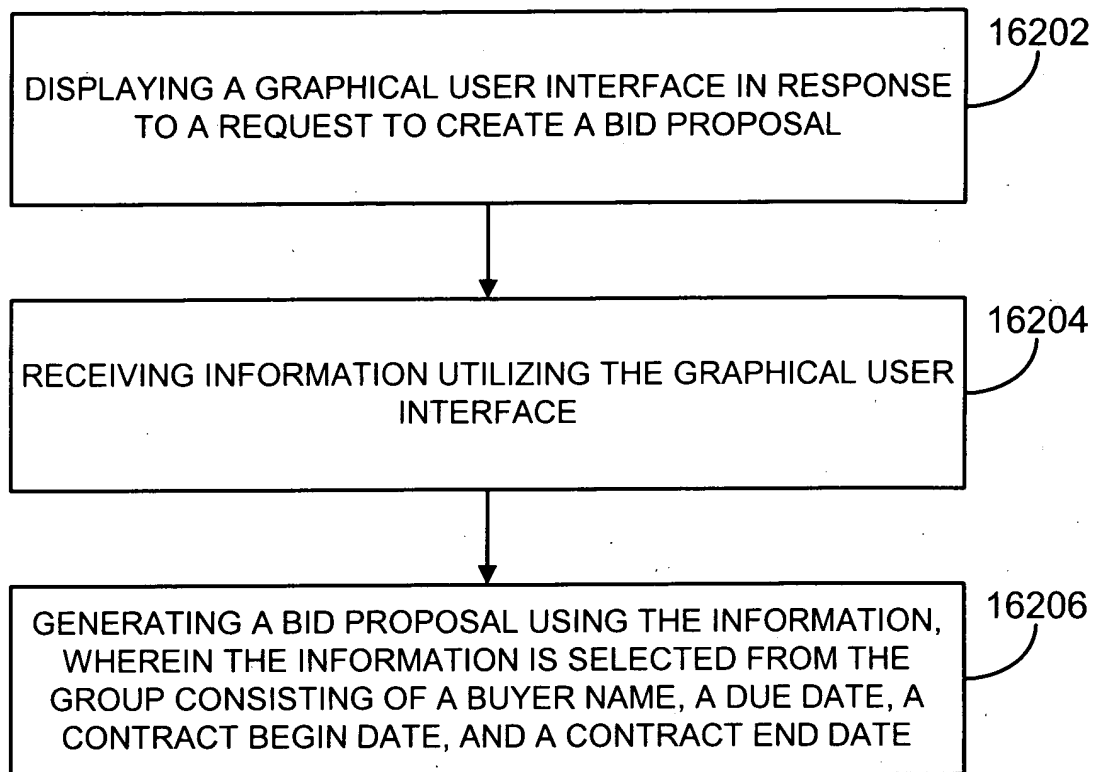 16202
DISPLAYING A GRAPHICAL USER INTERFACE IN RESPONSE
TO A REQUEST TO CREATE A BID PROPOSAL
16204
RECEIVING INFORMATION UTILIZING THE GRAPHICAL USER
INTERFACE
16206
GENERATING A BID PROPOSAL USING THE INFORMATION,
WHEREIN THE INFORMATION IS SELECTED FROM THE
GROUP CONSISTING OF A BUYER NAME, A DUE DATE, A
CONTRACT BEGIN DATE, AND A CONTRACT END DATE